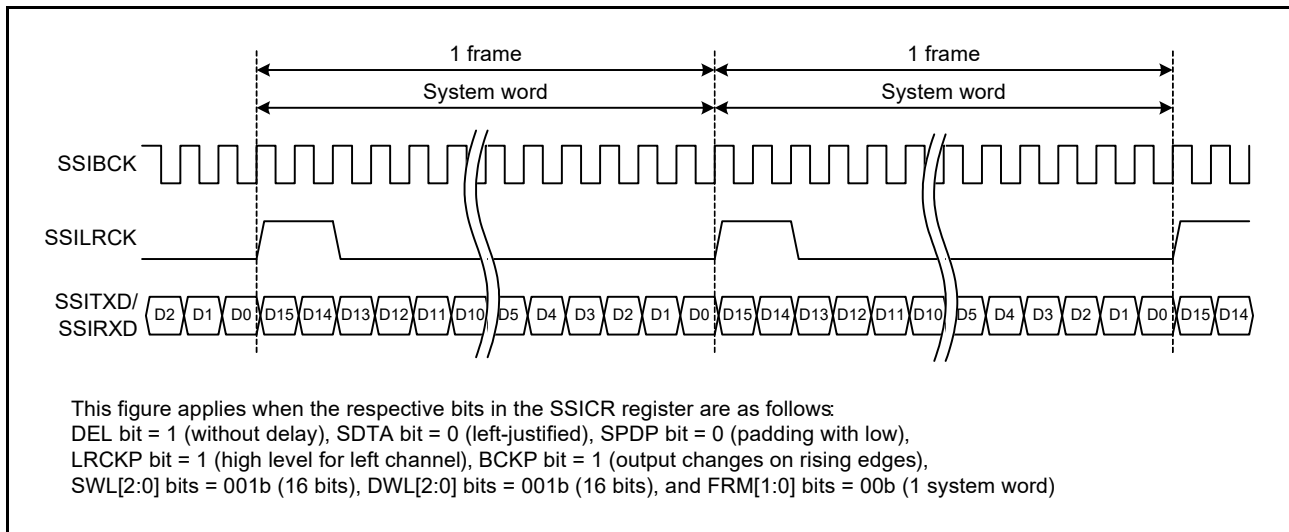 1 frame 1 frame
System word System word
SSIBCK
SSILRCK
SSITXD/
SSIRXD
D2 D1 D0 D15 D14 D13 D12 D11 D10 D5 D4 D3 D2 D1 D0 D15 D14 D13 D12 D11 D10 D5 D4 D3 D2 D1 D0 D15 D14
This figure applies when the respective bits in the SSICR register are as follows:
DEL bit = 1 (without delay), SDTA bit = 0 (left-justified), SPDP bit = 0 (padding with low),
LRCKP bit = 1 (high level for left channel), BCKP bit = 1 (output changes on rising edges),
SWL[2:0] bits = 001b (16 bits), DWL[2:0] bits = 001b (16 bits), and FRM[1:0] bits = 00b (1 system word)